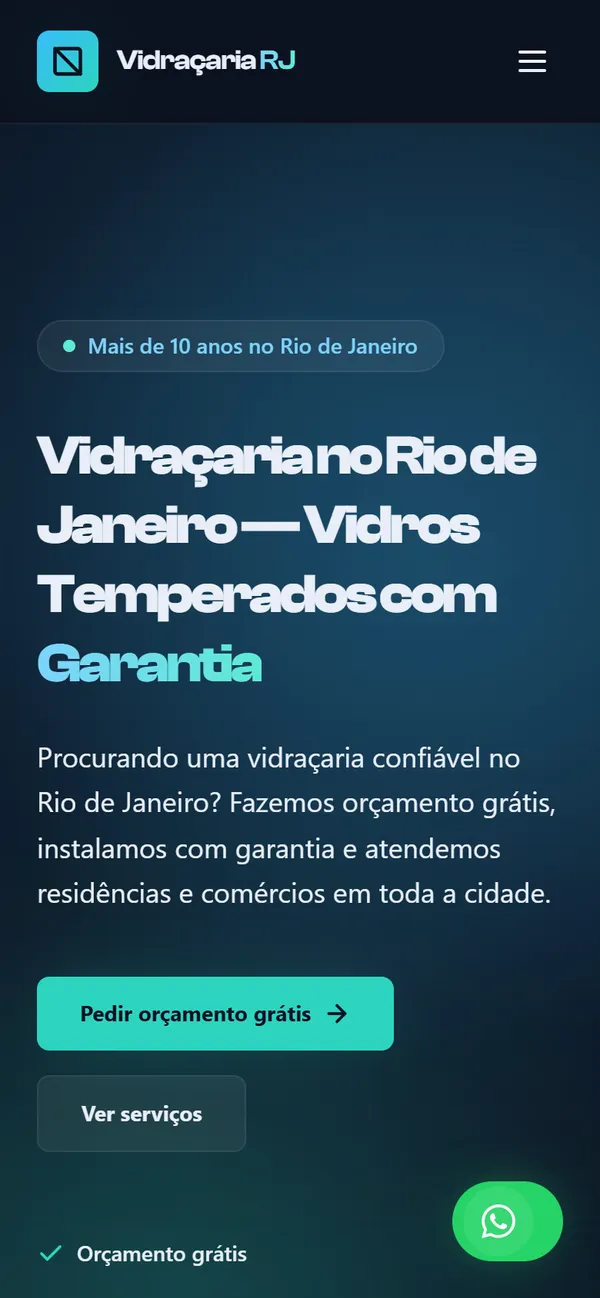 Vidraçaria RJ
Mais de 10 anos no Rio de Janeiro
Vidraçaria no Rio de
Janeiro — Vidros
Temperados com
Garantia
Procurando uma vidraçaria confiável no
Rio de Janeiro? Fazemos orçamento grátis,
instalamos com garantia e atendemos
residências e comércios em toda a cidade.
Pedir orçamento grátis →
Ver serviços
Orçamento grátis